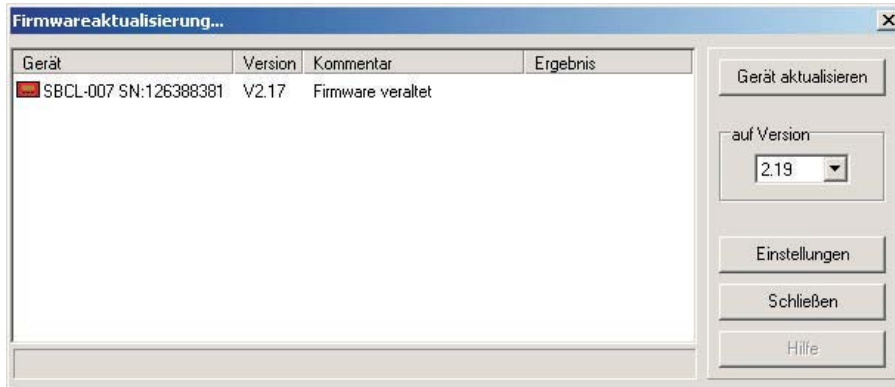 Firmwareaktualisierung...
Gerät Version Kommentar Ergebnis
SBCL-007 SN:126388381 V2.17 Firmware veraltet
Gerät aktualisieren
auf Version
2.19
Einstellungen
Schließen
Hilfe